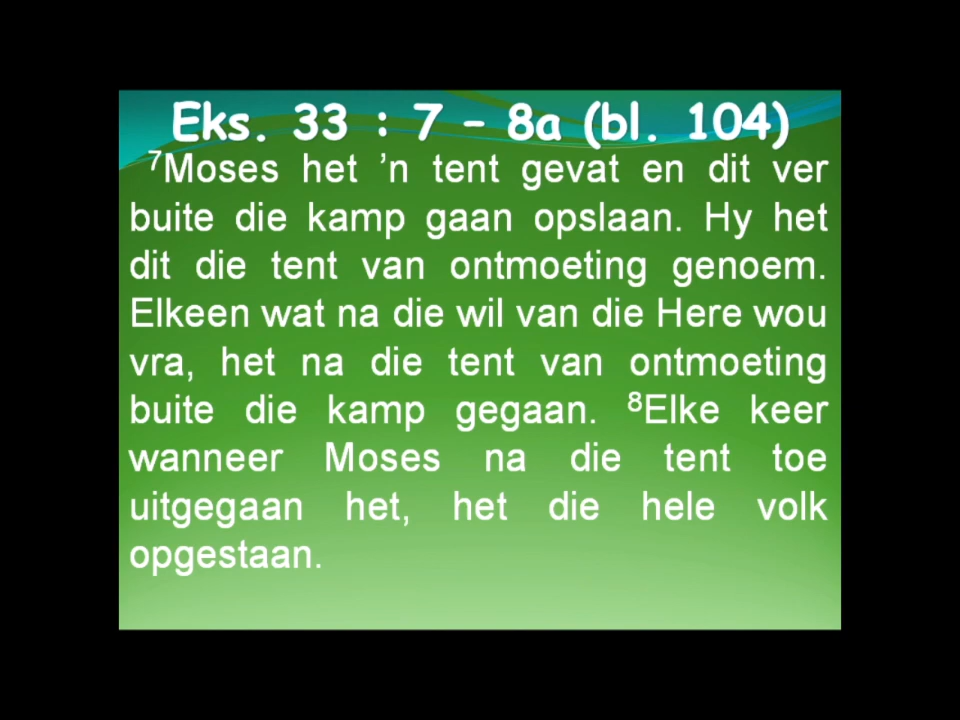 Eks. 33 : 7 – 8a (bl. 104)
⁷Moses het ’n tent gevat en dit ver
buite die kamp gaan opslaan. Hy het
dit die tent van ontmoeting genoem.
Elkeen wat na die wil van die Here wou
vra, het na die tent van ontmoeting
buite die kamp gegaan. ⁸Elke keer
wanneer Moses na die tent toe
uitgegaan het, het die hele volk
opgestaan.